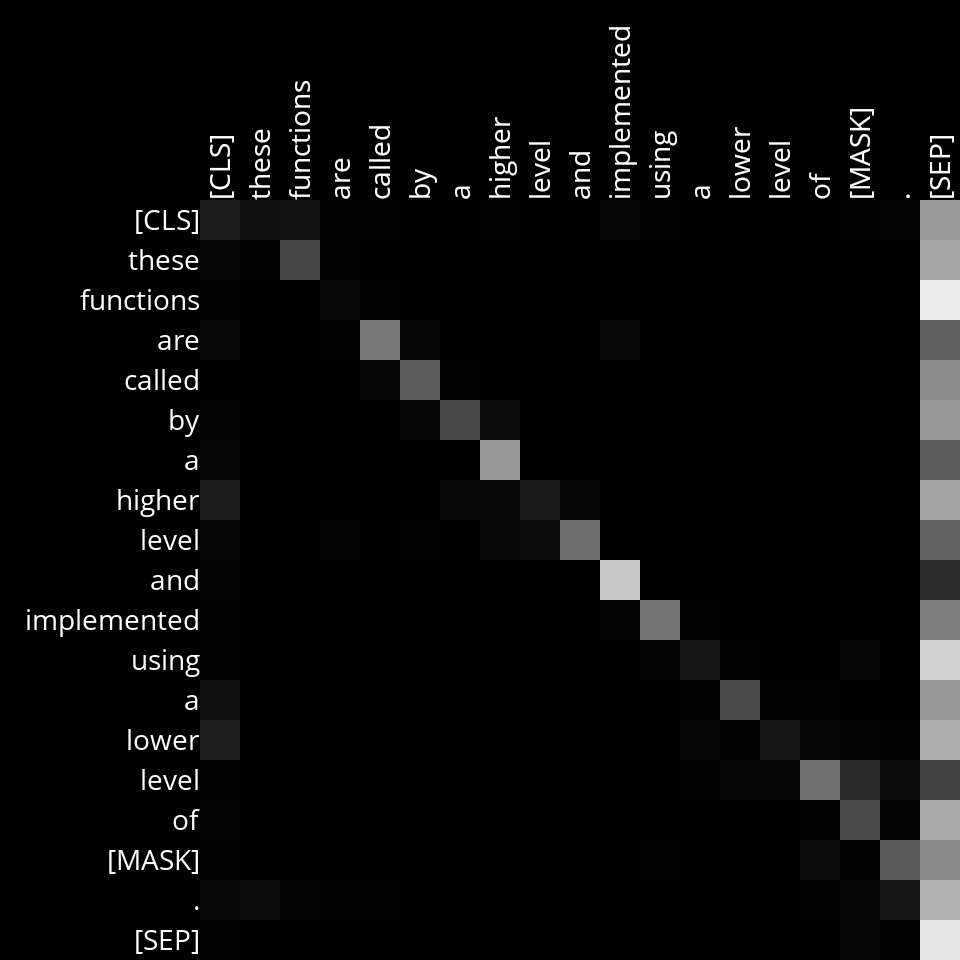 [CLS] these functions are called by a higher level and implemented using a lower level of [MASK] . [SEP]
[CLS]
these
functions
are
called
by
a
higher
level
and
implemented
using
a
lower
level
of
[MASK]
.
[SEP]